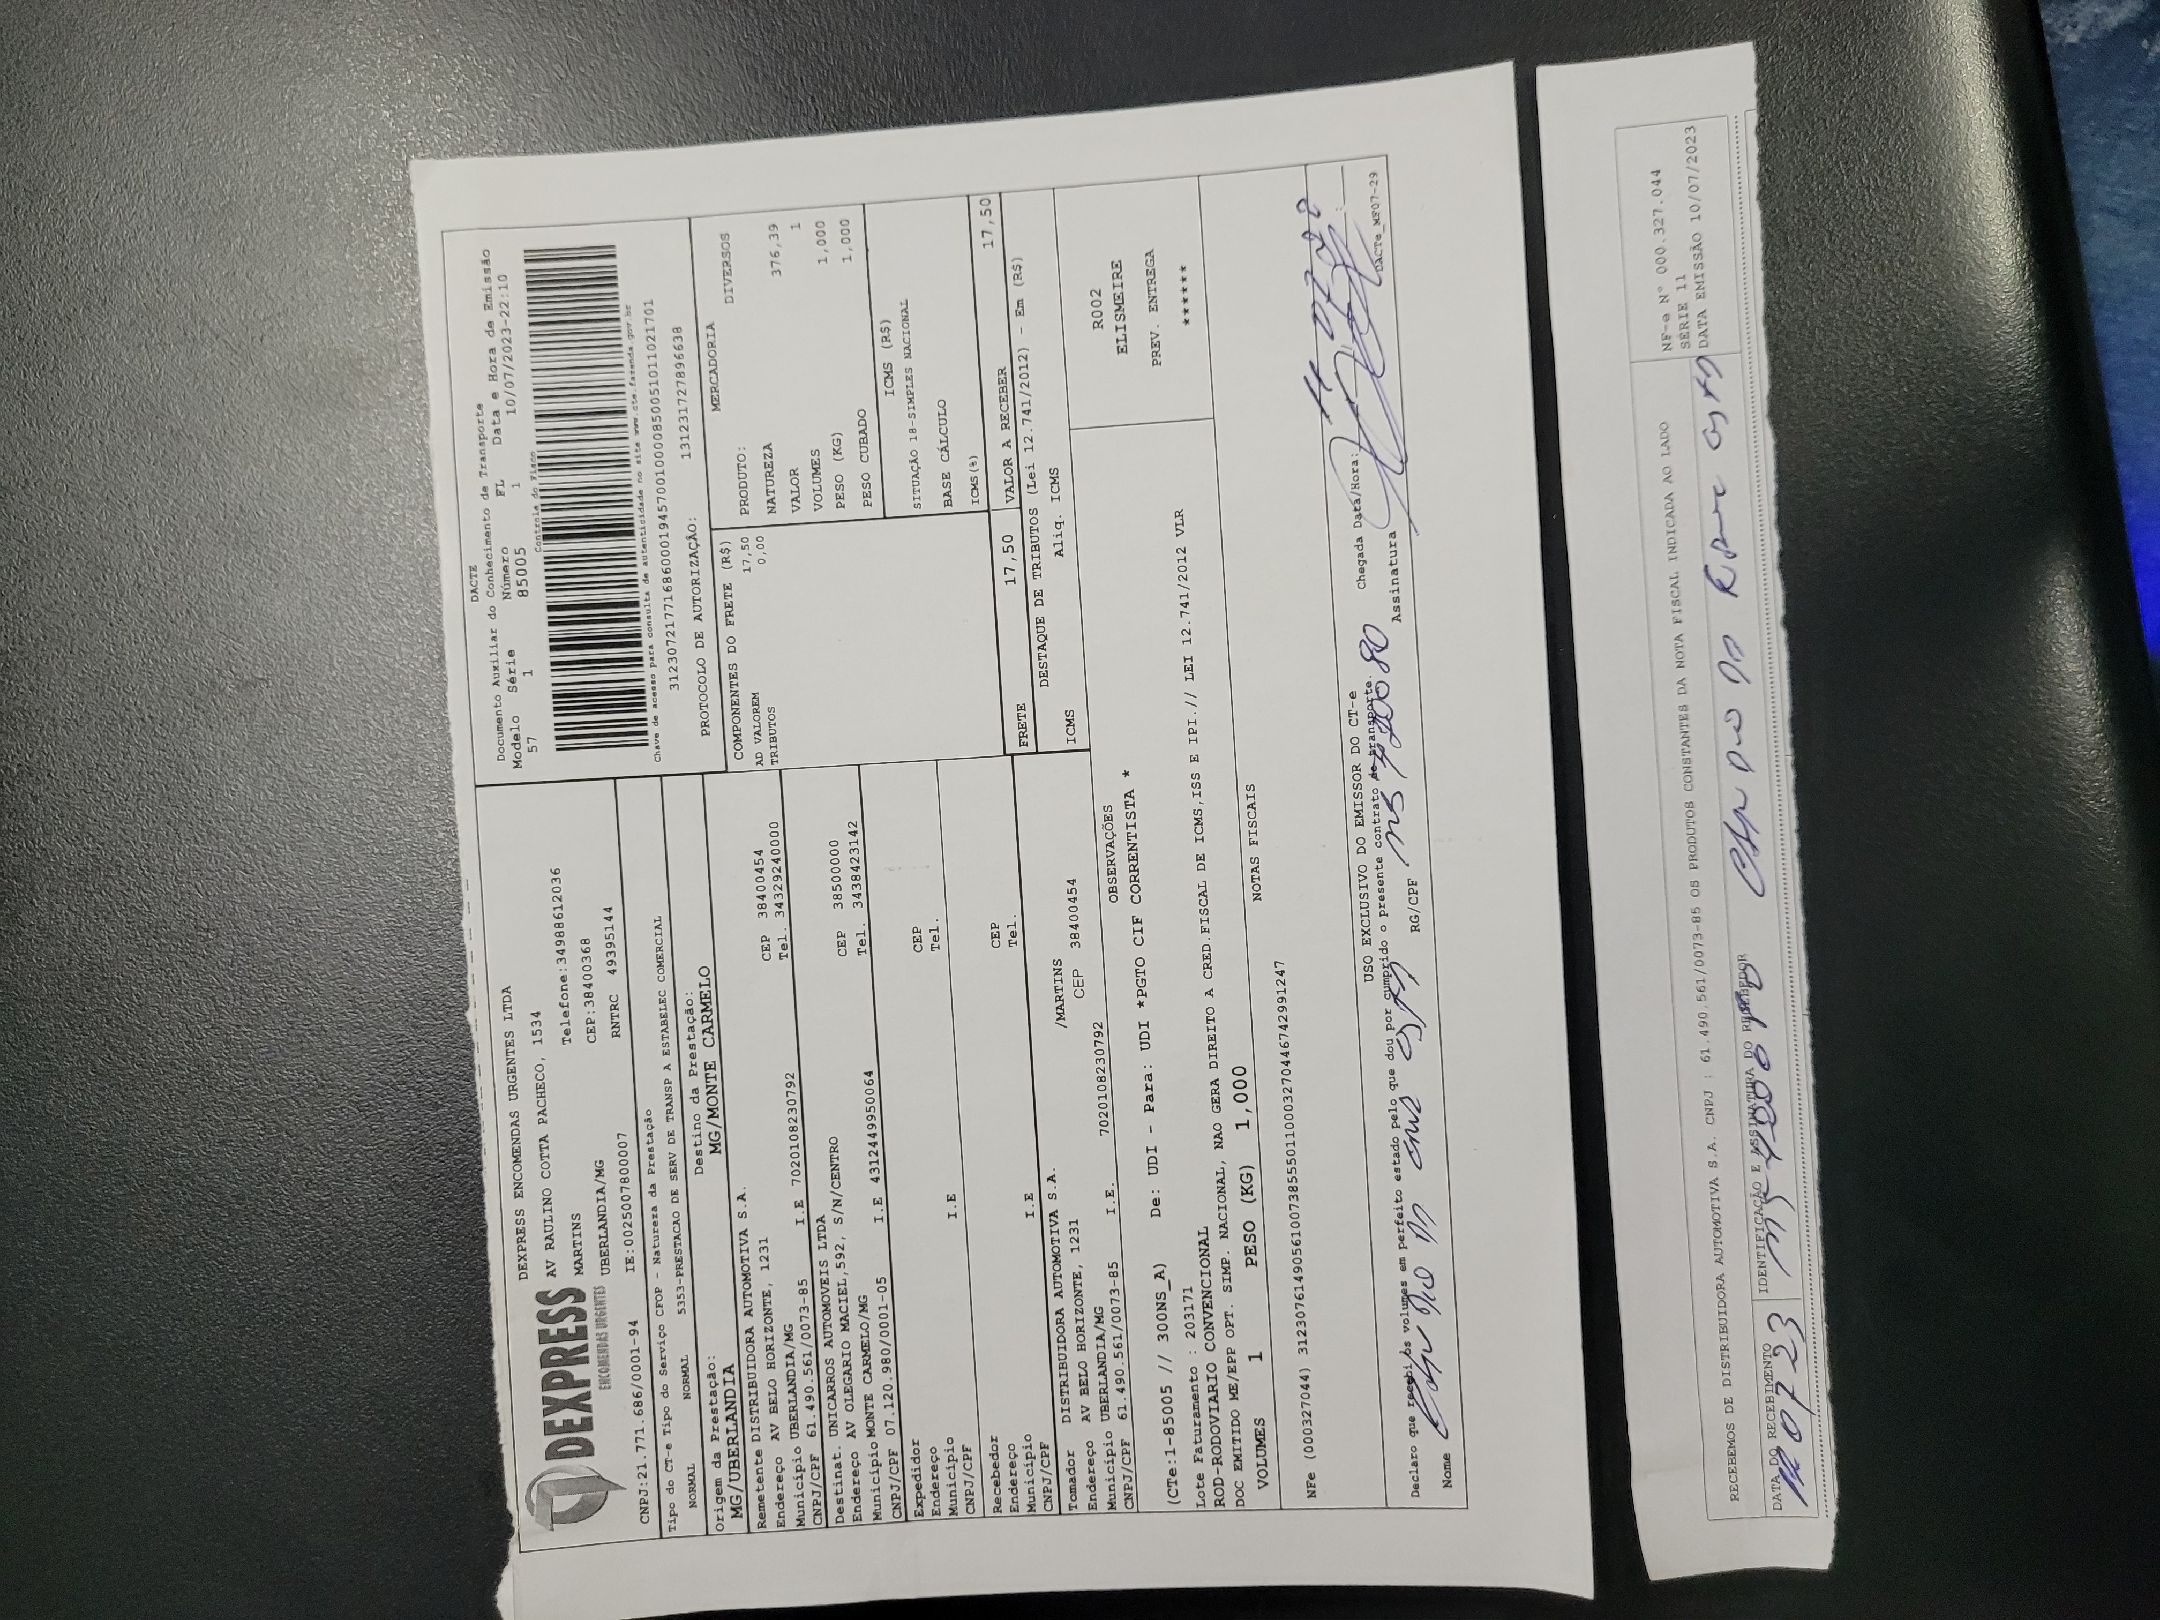 DACTE
Documento Auxiliar do Conhecimento de Transporte
Modelo Série Número FL Data e Hora de Emissão
57 1 85005 1 10/07/2023-22:10
Controle do Fisco
Chave de acesso para consulta de autenticidade no site www.cte.fazenda.gov.br
31230721771686000194570010000850051011021701
PROTOCOLO DE AUTORIZAÇÃO: 131231727896638
DEXPRESS
ENCOMENDAS URGENTES
DEXPRESS ENCOMENDAS URGENTES LTDA
AV RAULINO COTTA PACHECO, 1534
MARTINS Telefone:34988612036
UBERLANDIA/MG CEP:38400368
CNPJ:21.771.686/0001-94 IE:0025007800007 RNTRC 49395144
Tipo do CT-e Tipo do Serviço CFOP - Natureza da Prestação
NORMAL NORMAL 5353-PRESTACAO DE SERV DE TRANSP A ESTABELEC COMERCIAL
Origem da Prestação: Destino da Prestação:
MG/UBERLANDIA MG/MONTE CARMELO
Remetente DISTRIBUIDORA AUTOMOTIVA S.A.
Endereço AV BELO HORIZONTE, 1231 CEP 38400454
Município UBERLANDIA/MG Tel. 3432924000
CNPJ/CPF 61.490.561/0073-85 I.E 7020108230792
Destinat. UNICARROS AUTOMOVEIS LTDA
Endereço AV OLEGARIO MACIEL,592, S/N/CENTRO CEP 38500000
Município MONTE CARMELO/MG Tel. 3438423142
CNPJ/CPF 07.120.980/0001-05 I.E 4312449950064
Expedidor
Endereço CEP
Município Tel.
CNPJ/CPF I.E
Recebedor
Endereço CEP
Município Tel.
CNPJ/CPF I.E
Tomador DISTRIBUIDORA AUTOMOTIVA S.A.
Endereço AV BELO HORIZONTE, 1231 /MARTINS
Município UBERLANDIA/MG CEP 38400454
CNPJ/CPF 61.490.561/0073-85 I.E. 7020108230792
COMPONENTES DO FRETE (R$)
AD VALOREM 17,50
TRIBUTOS 0,00
MERCADORIA
PRODUTO: DIVERSOS
NATUREZA
VALOR 376,39
VOLUMES 1
PESO (KG) 1,000
PESO CUBADO 1,000
ICMS (R$)
SITUAÇÃO 18-SIMPLES NACIONAL
BASE CÁLCULO
ICMS(%)
FRETE 17,50 VALOR A RECEBER 17,50
DESTAQUE DE TRIBUTOS (Lei 12.741/2012) - Em (R$)
ICMS Aliq. ICMS
OBSERVAÇÕES
(CTe:1-85005 // 300NS_A) De: UDI - Para: UDI *PGTO CIF CORRENTISTA *
Lote Faturamento : 203171
ROD-RODOVIARIO CONVENCIONAL
DOC EMITIDO ME/EPP OPT. SIMP. NACIONAL, NAO GERA DIREITO A CRED.FISCAL DE ICMS,ISS E IPI.// LEI 12.741/2012 VLR
R002
ELISMEIRE
PREV. ENTREGA
******
VOLUMES 1 PESO (KG) 1,000 NOTAS FISCAIS
NFe (000327044) 31230761490561007385550110003270446742991247
USO EXCLUSIVO DO EMISSOR DO CT-e
Declaro que recebi os volumes em perfeito estado pelo que dou por cumprido o presente contrato de transporte. Chegada Data/Hora:
Nome RG/CPF Assinatura
DACTe_MF07-29
RECEBEMOS DE DISTRIBUIDORA AUTOMOTIVA S.A. CNPJ : 61.490.561/0073-85 OS PRODUTOS CONSTANTES DA NOTA FISCAL INDICADA AO LADO
DATA DO RECEBIMENTO IDENTIFICAÇÃO E ASSINATURA DO RECEBEDOR
NF-e N° 000.327.044
SÉRIE 11
DATA EMISSÃO 10/07/2023